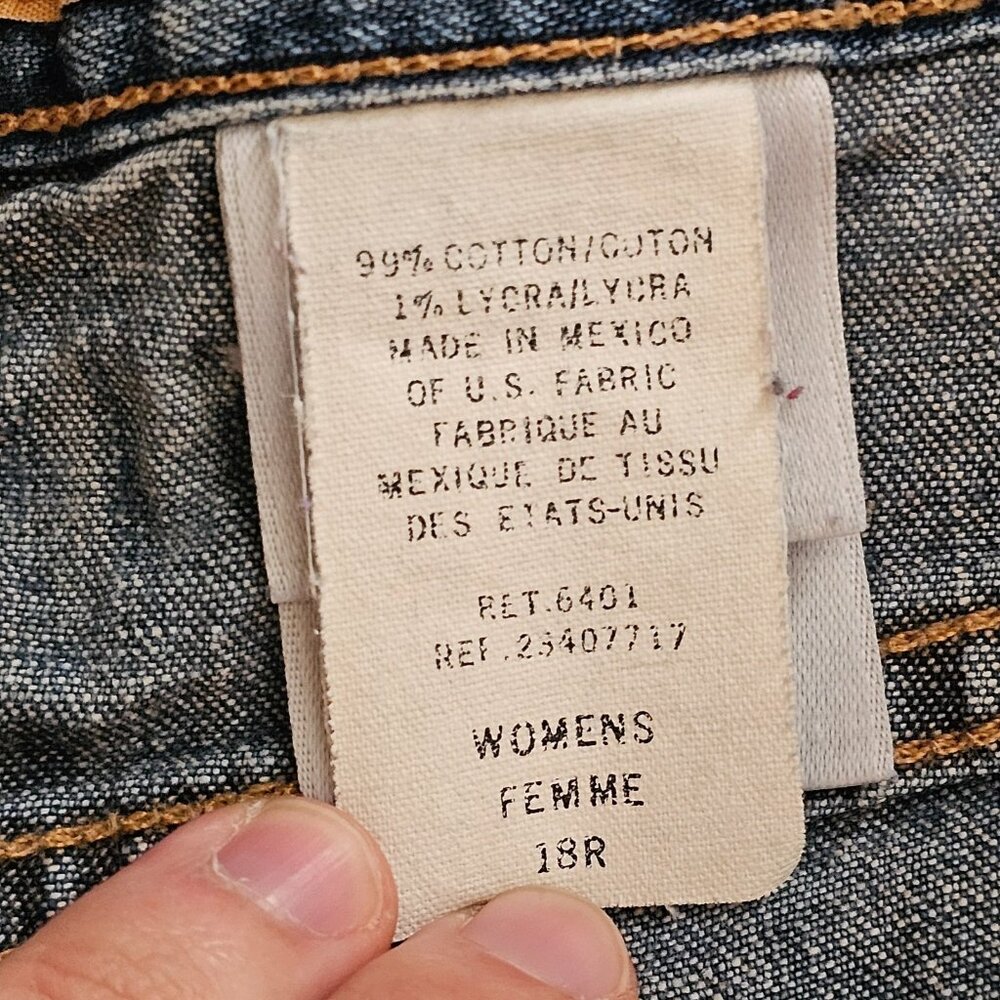 99% COTTON/COTON
1% LYCRA/LYCRA
MADE IN MEXICO
OF U.S. FABRIC
FABRIQUE AU
MEXIQUE DE TISSU
DES ETATS-UNIS
RET.6401
REF.23407717
WOMENS
FEMME
18R